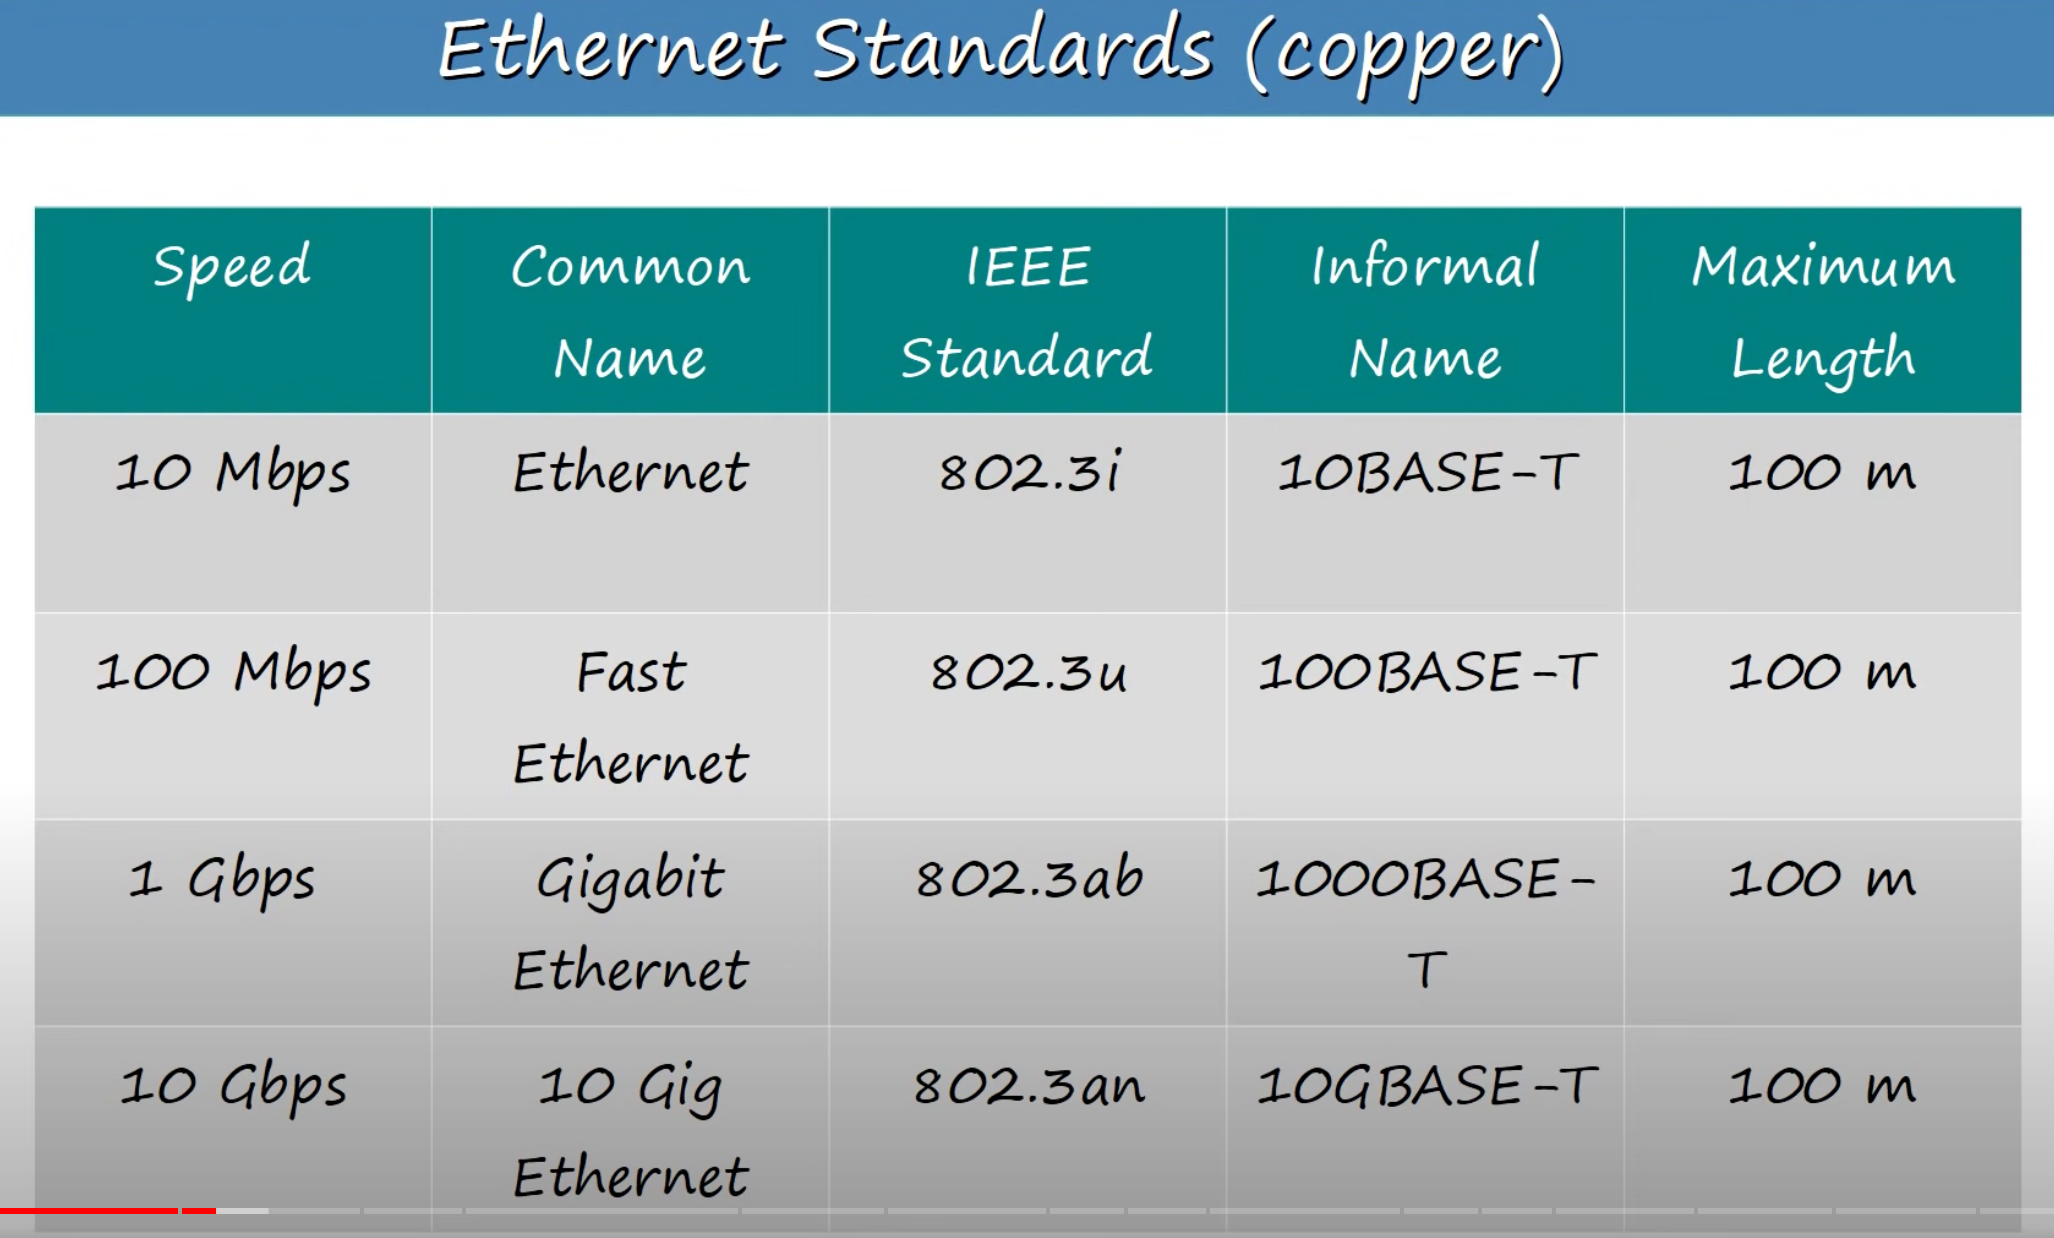 Ethernet Standards (copper)
Speed
Common
Name
IEEE
Standard
Informal
Name
Maximum
Length
10 Mbps
Ethernet
802.3i
10BASE-T
100 m
100 Mbps
Fast
Ethernet
802.3u
100BASE-T
100 m
1 Gbps
Gigabit
Ethernet
802.3ab
1000BASE-
T
100 m
10 Gbps
10 Gig
Ethernet
802.3an
10GBASE-T
100 m